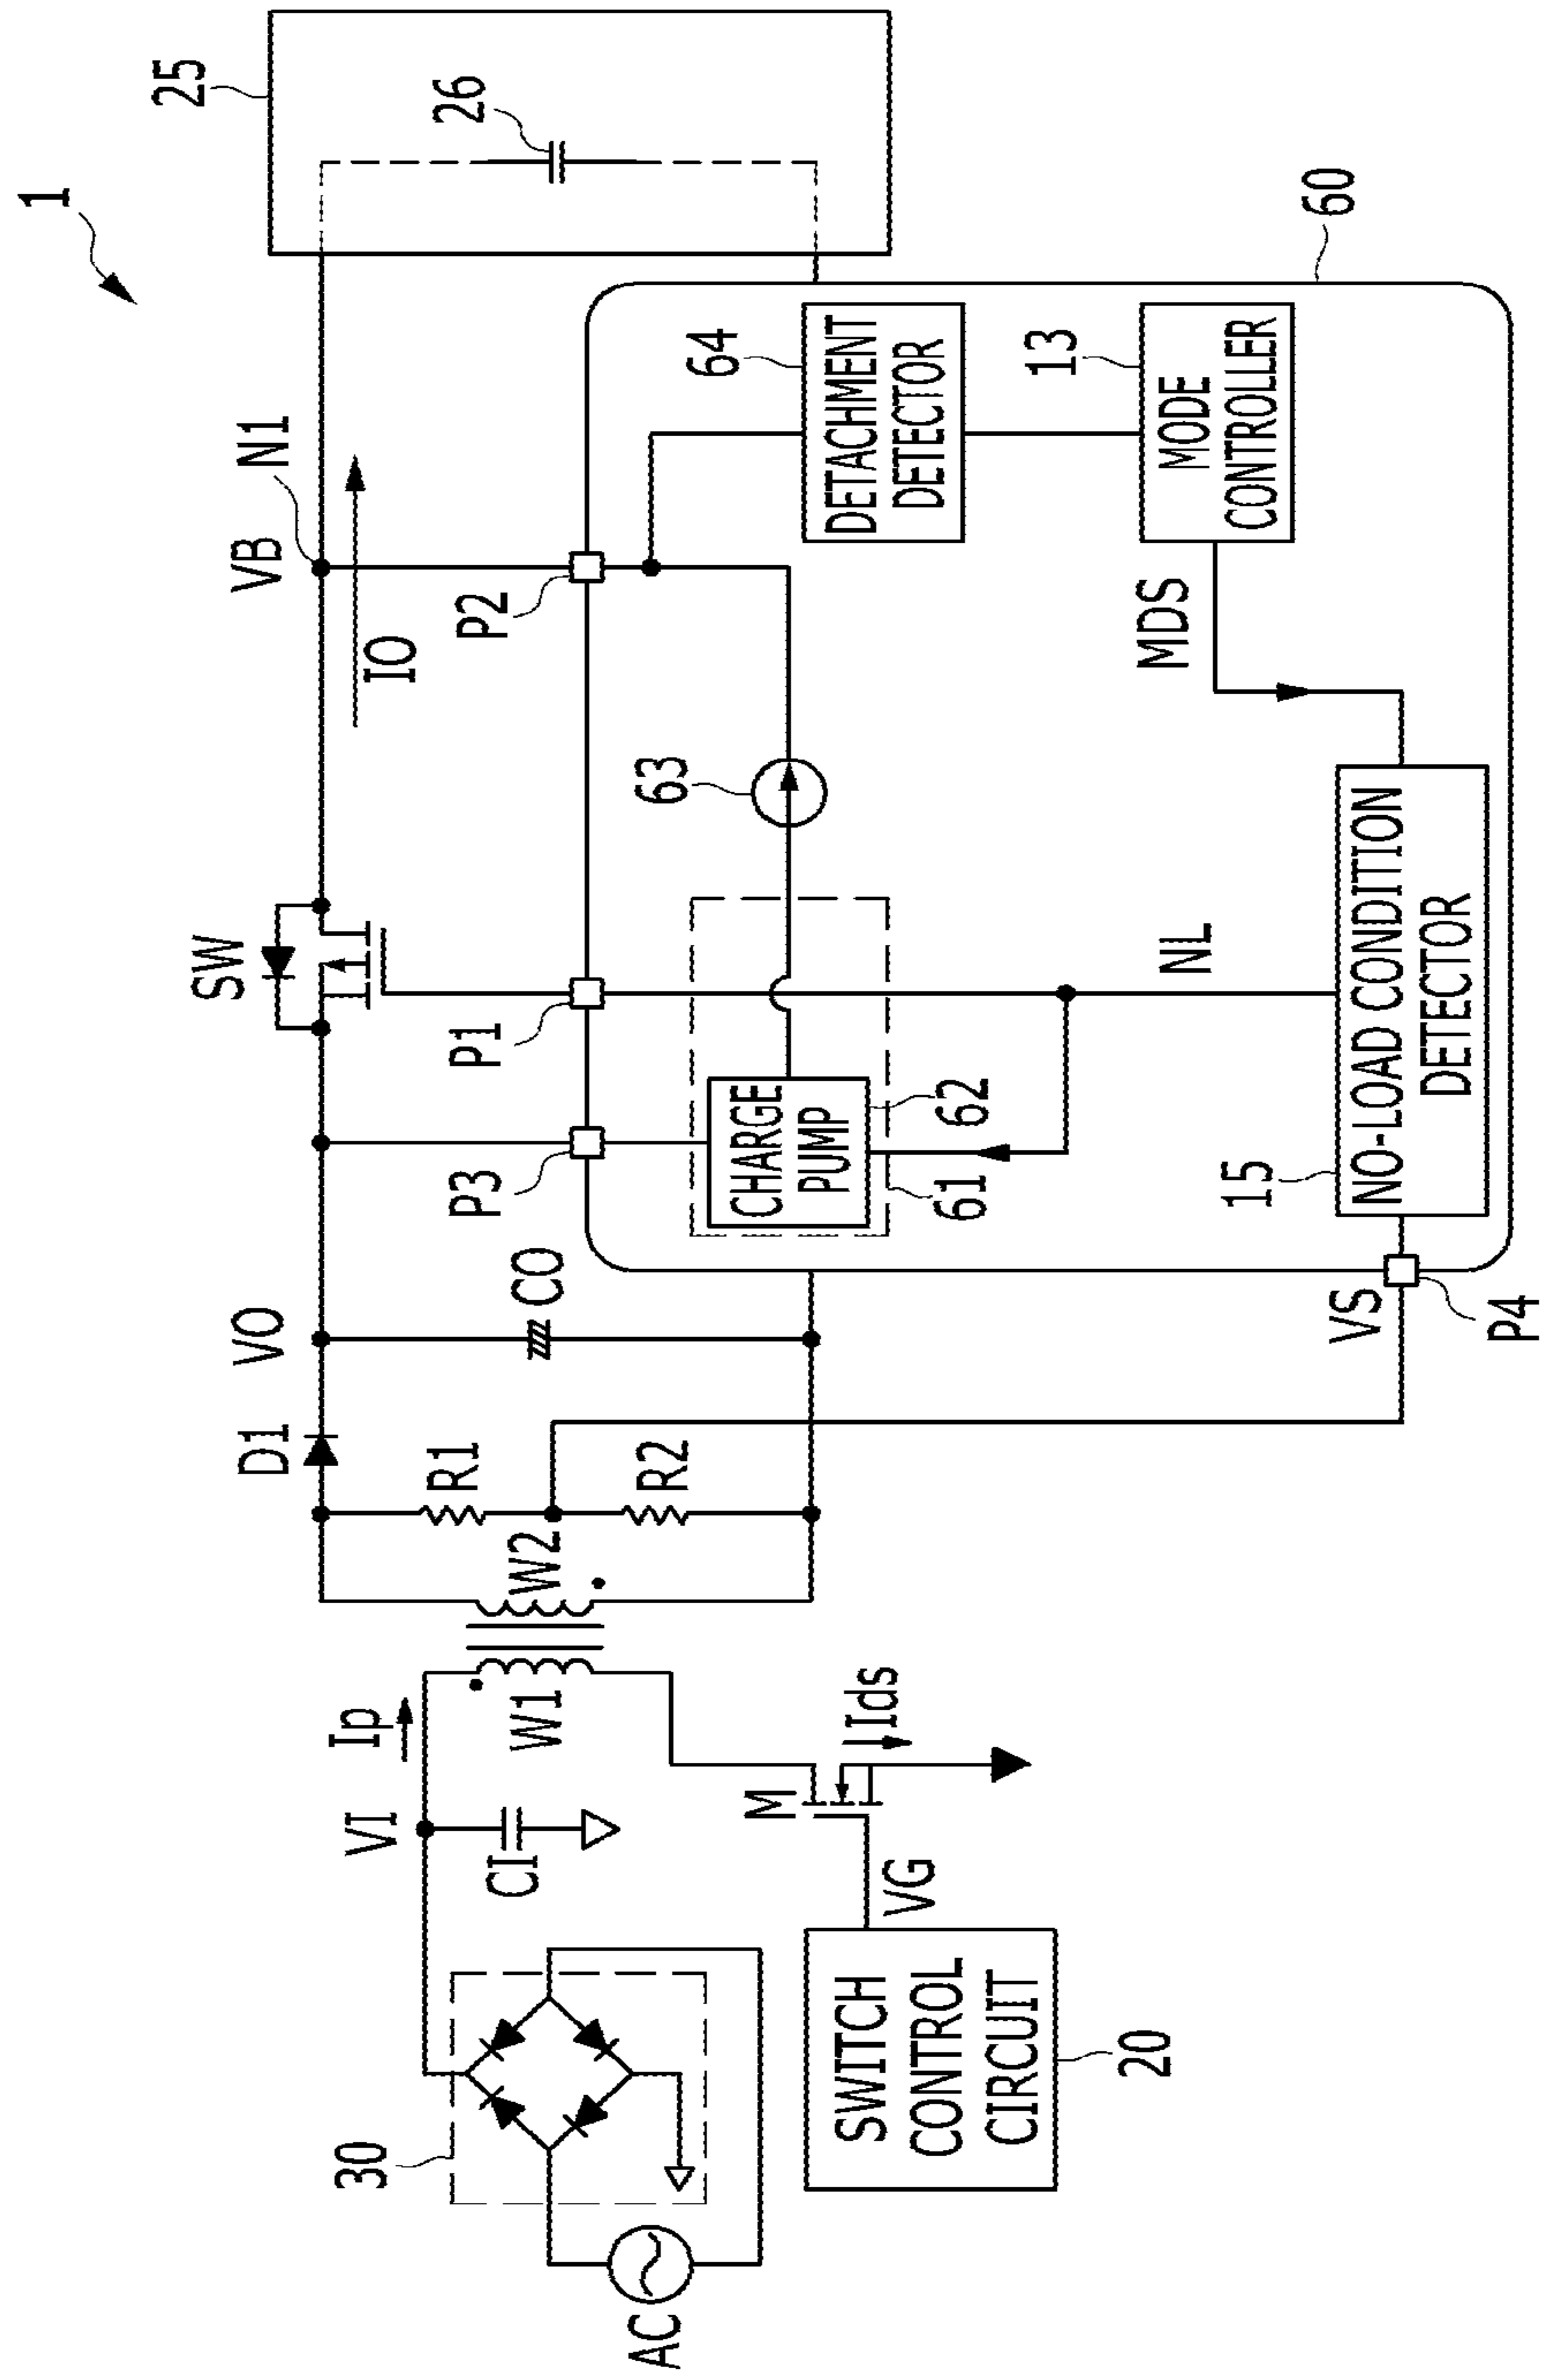 1
25
26
60
VB
N1
IO
SW
P2
P1
P3
64
DETACHMENT
DETECTOR
13
MODE
CONTROLLER
MDS
63
CHARGE
PUMP
62
61
NL
15
NO-LOAD CONDITION
DETECTOR
VO
CO
VS
P4
D1
R1
R2
W2
W1
Ip
VI
CI
M
Ids
VG
30
AC
SWITCH
CONTROL
CIRCUIT
20